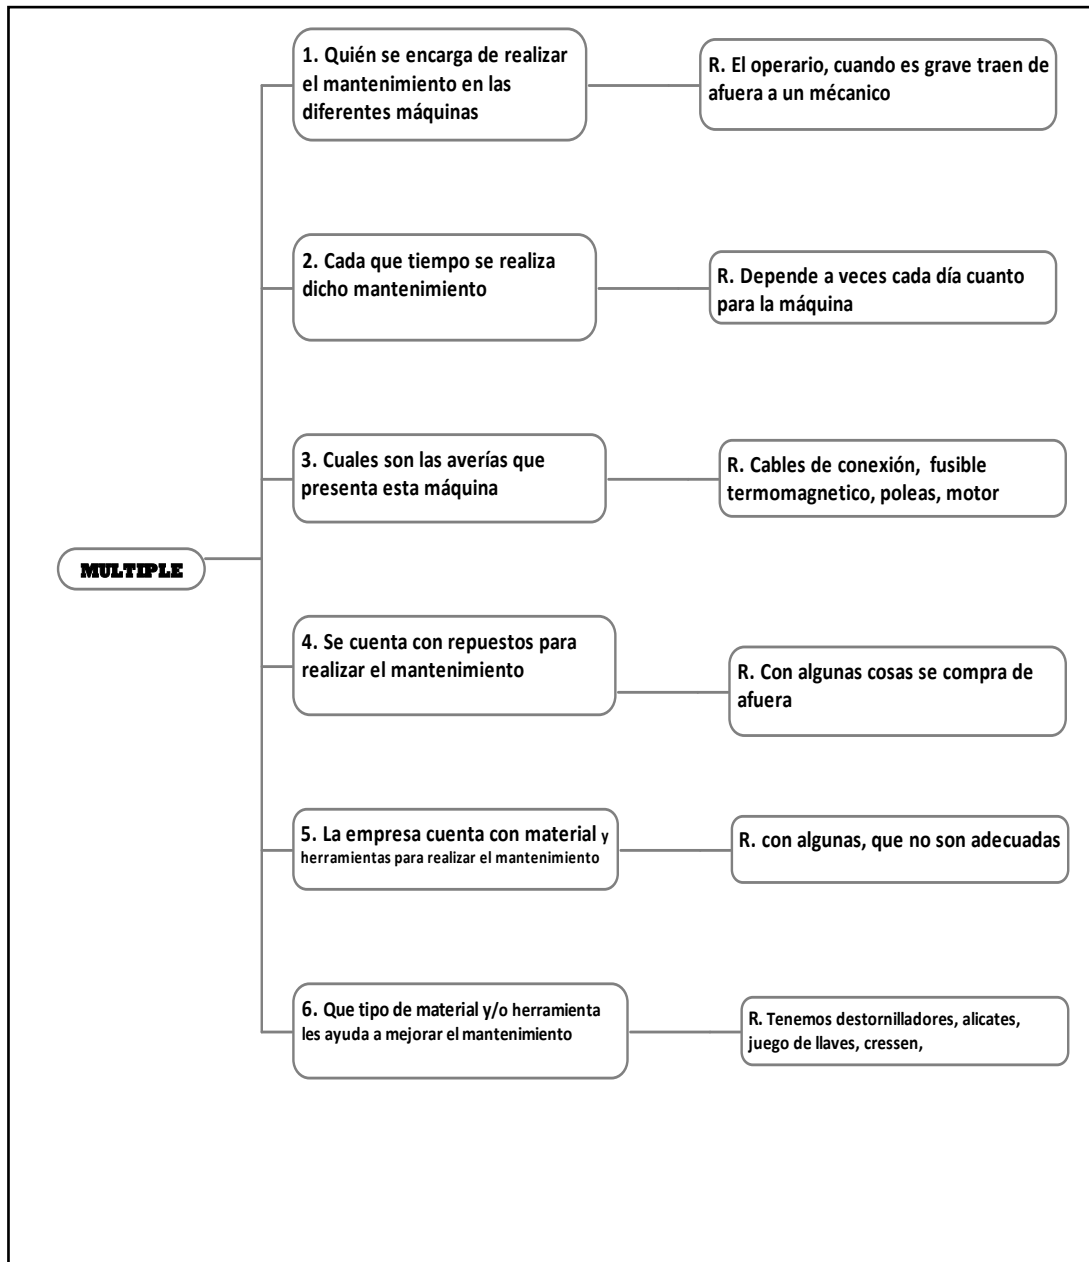 MULTIPLE
1. Quién se encarga de realizar
el mantenimiento en las
diferentes máquinas
R. El operario, cuando es grave traen de
afuera a un mécanico
2. Cada que tiempo se realiza
dicho mantenimiento
R. Depende a veces cada día cuanto
para la máquina
3. Cuales son las averías que
presenta esta máquina
R. Cables de conexión, fusible
termomagnetico, poleas, motor
4. Se cuenta con repuestos para
realizar el mantenimiento
R. Con algunas cosas se compra de
afuera
5. La empresa cuenta con material y
herramientas para realizar el mantenimiento
R. con algunas, que no son adecuadas
6. Que tipo de material y/o herramienta
les ayuda a mejorar el mantenimiento
R. Tenemos destornilladores, alicates,
juego de llaves, cressen,